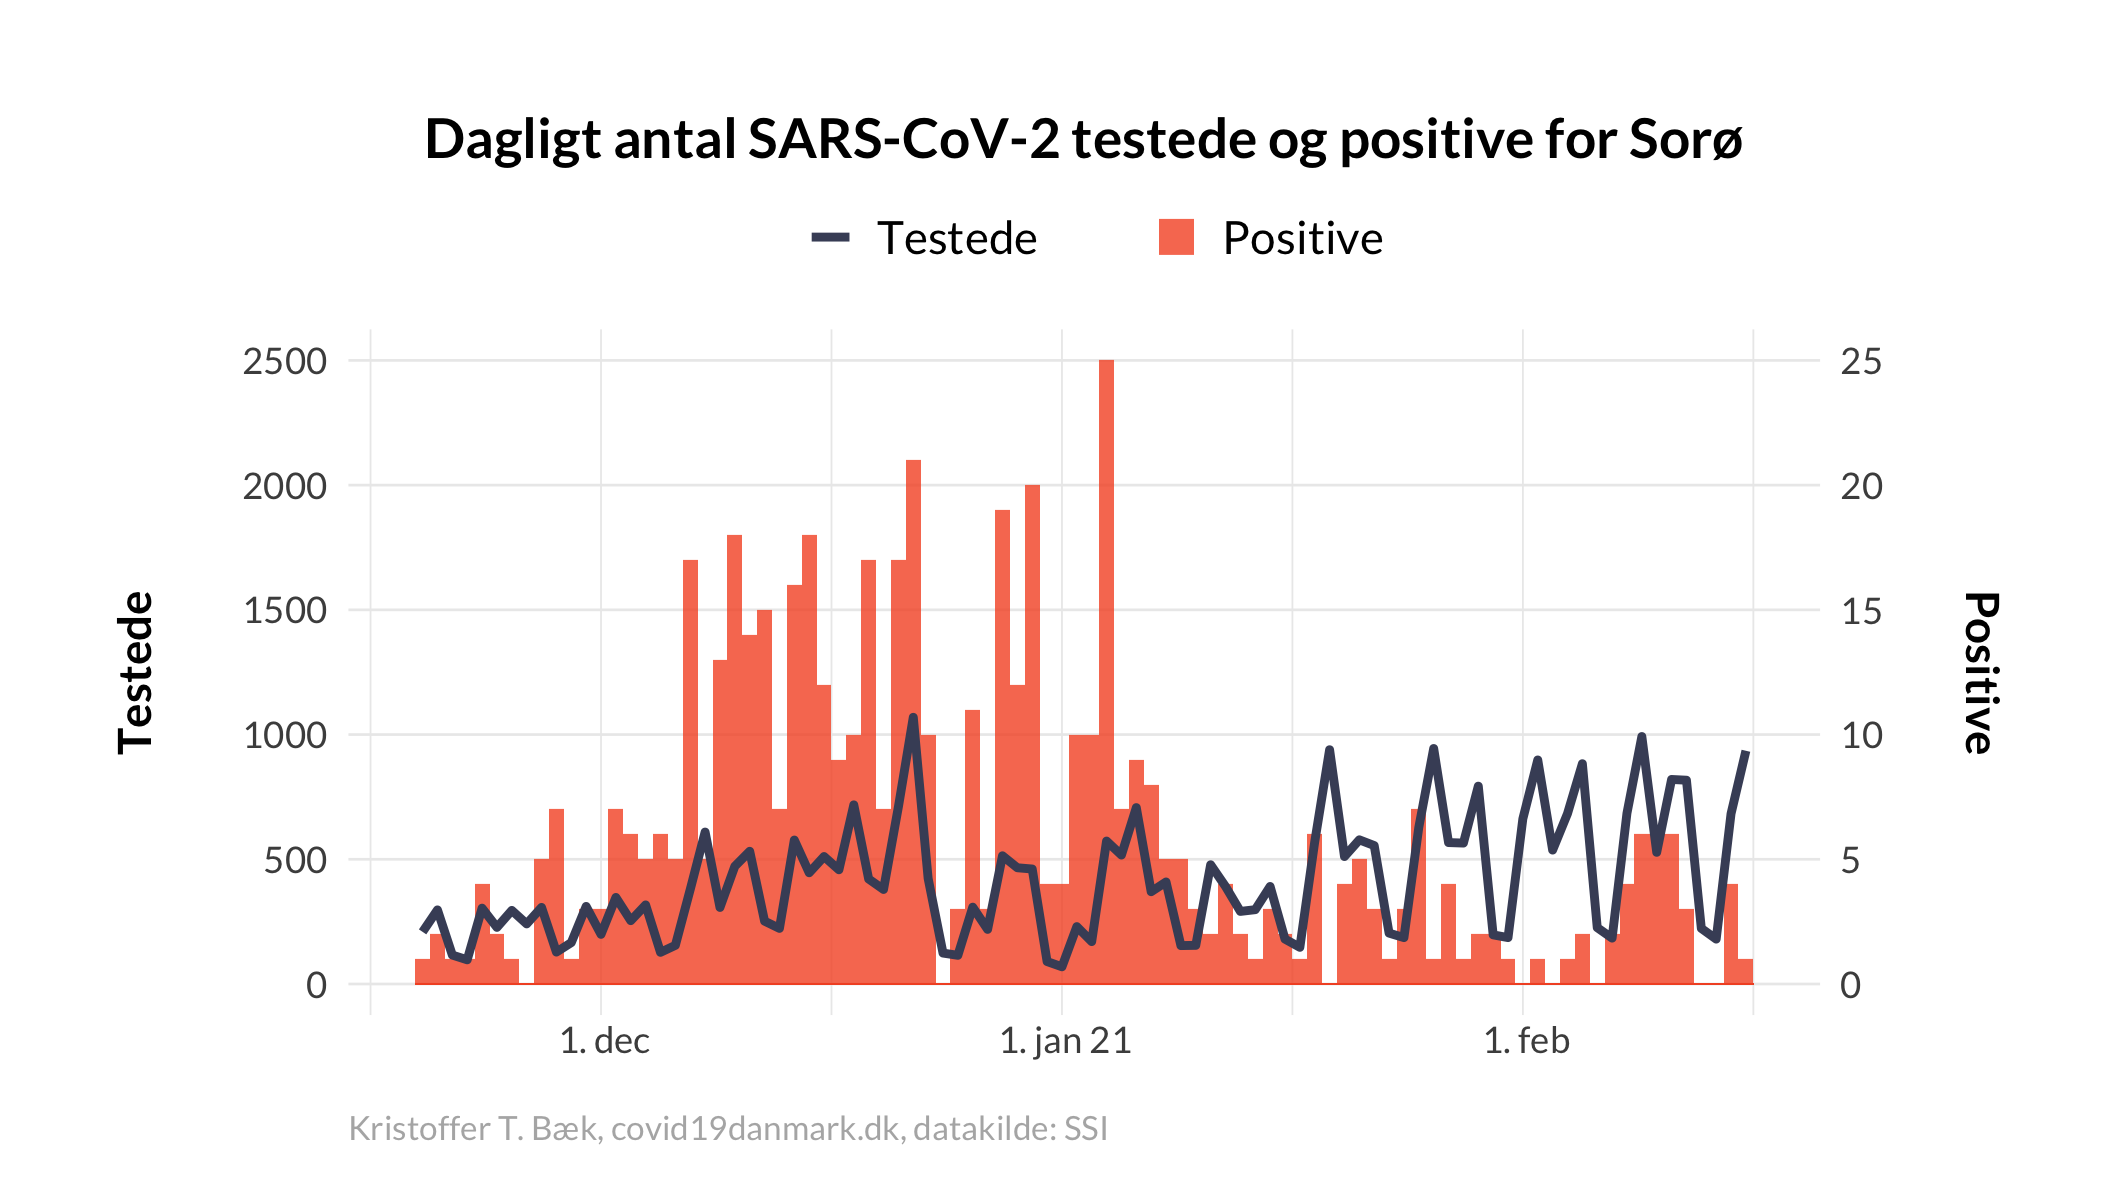 Dagligt antal SARS-CoV-2 testede og positive for Sorø
Testede Positive
2500 25
2000 20
1500 15
1000 10
500 5
0 0
Testede
Positive
1. dec 1. jan 21 1. feb
Kristoffer T. Bæk, covid19danmark.dk, datakilde: SSI